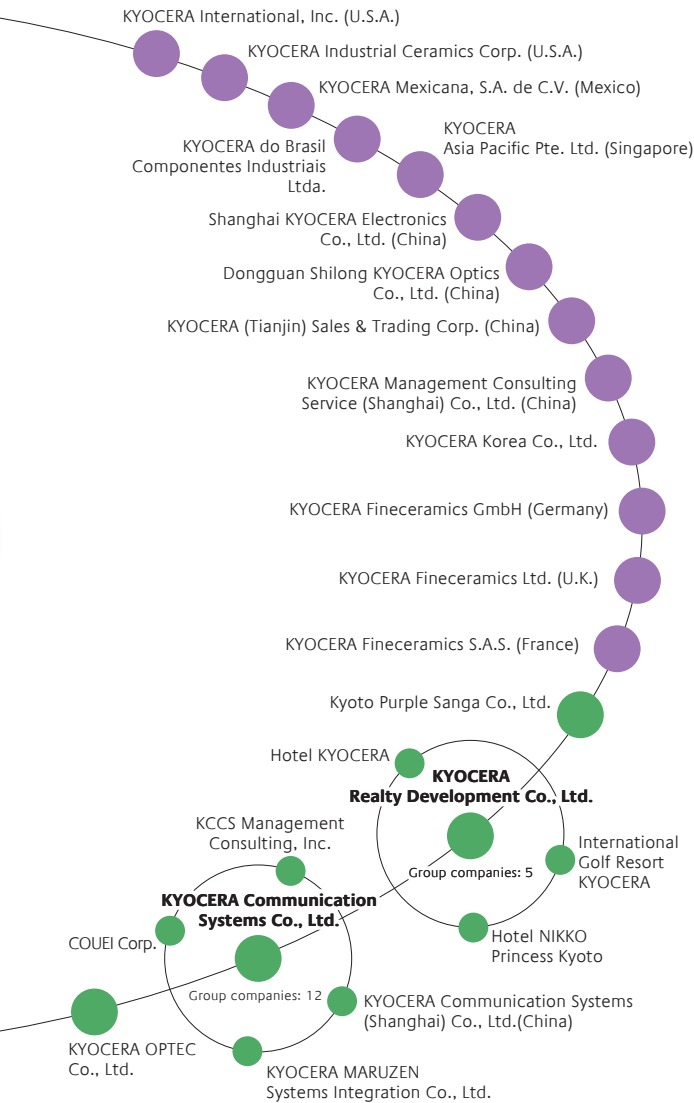 KYOCERA International, Inc. (U.S.A.)
KYOCERA Industrial Ceramics Corp. (U.S.A.)
KYOCERA Mexicana, S.A. de C.V. (Mexico)
KYOCERA do Brasil
Componentes Industriais
Ltda.
KYOCERA
Asia Pacific Pte. Ltd. (Singapore)
Shanghai KYOCERA Electronics
Co., Ltd. (China)
Dongguan Shilong KYOCERA Optics
Co., Ltd. (China)
KYOCERA (Tianjin) Sales & Trading Corp. (China)
KYOCERA Management Consulting
Service (Shanghai) Co., Ltd. (China)
KYOCERA Korea Co., Ltd.
KYOCERA Fineceramics GmbH (Germany)
KYOCERA Fineceramics Ltd. (U.K.)
KYOCERA Fineceramics S.A.S. (France)
Kyoto Purple Sanga Co., Ltd.
Hotel KYOCERA
KYOCERA
Realty Development Co., Ltd.
Group companies: 5
International
Golf Resort
KYOCERA
Hotel NIKKO
Princess Kyoto
KCCS Management
Consulting, Inc.
KYOCERA Communication
Systems Co., Ltd.
COUEI Corp.
Group companies: 12
KYOCERA Communication Systems
(Shanghai) Co., Ltd.(China)
KYOCERA OPTEC
Co., Ltd.
KYOCERA MARUZEN
Systems Integration Co., Ltd.